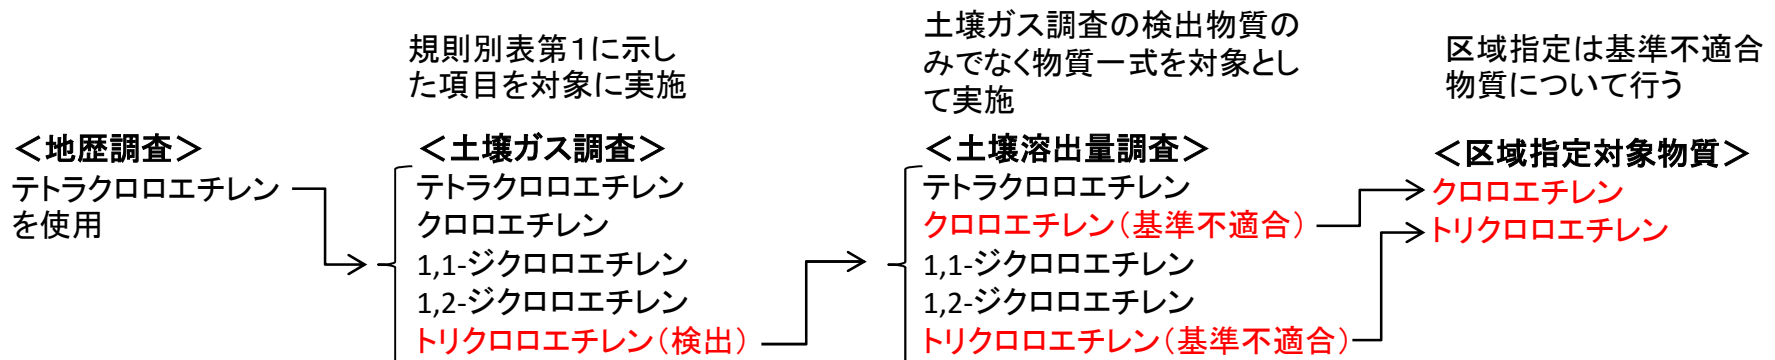 規則別表第1に示し
た項目を対象に実施
土壌ガス調査の検出物質の
みでなく物質一式を対象とし
て実施
区域指定は基準不適合
物質について行う
＜地歴調査＞
テトラクロロエチレン
を使用
＜土壌ガス調査＞
テトラクロロエチレン
クロロエチレン
1,1-ジクロロエチレン
1,2-ジクロロエチレン
トリクロロエチレン（検出）
＜土壌溶出量調査＞
テトラクロロエチレン
クロロエチレン（基準不適合）
1,1-ジクロロエチレン
1,2-ジクロロエチレン
トリクロロエチレン（基準不適合）
＜区域指定対象物質＞
クロロエチレン
トリクロロエチレン